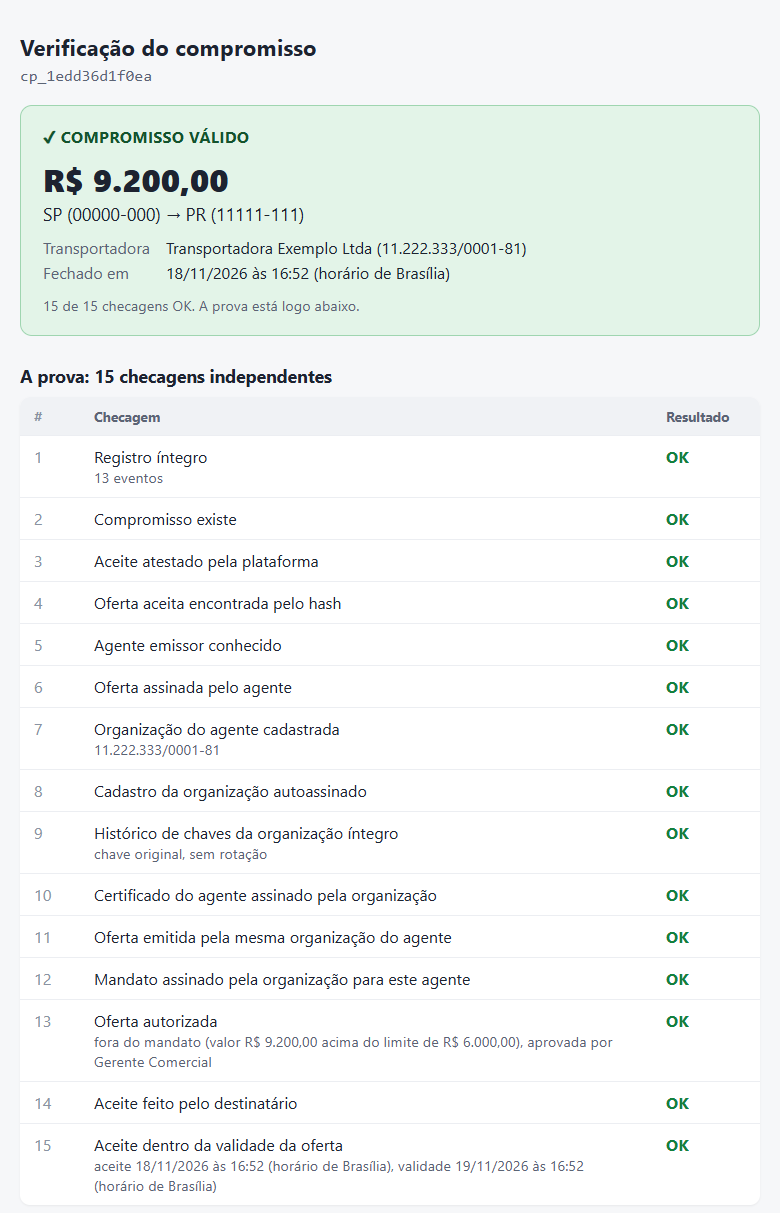 Verificação do compromisso
cp_1edd36d1f0ea
✓ COMPROMISSO VÁLIDO
R$ 9.200,00
SP (00000-000) → PR (11111-111)
Transportadora Transportadora Exemplo Ltda (11.222.333/0001-81)
Fechado em 18/11/2026 às 16:52 (horário de Brasília)
15 de 15 checagens OK. A prova está logo abaixo.
A prova: 15 checagens independentes
# Checagem Resultado
1 Registro íntegro OK
13 eventos
2 Compromisso existe OK
3 Aceite atestado pela plataforma OK
4 Oferta aceita encontrada pelo hash OK
5 Agente emissor conhecido OK
6 Oferta assinada pelo agente OK
7 Organização do agente cadastrada OK
11.222.333/0001-81
8 Cadastro da organização autoassinado OK
9 Histórico de chaves da organização íntegro OK
chave original, sem rotação
10 Certificado do agente assinado pela organização OK
11 Oferta emitida pela mesma organização do agente OK
12 Mandato assinado pela organização para este agente OK
13 Oferta autorizada OK
fora do mandato (valor R$ 9.200,00 acima do limite de R$ 6.000,00), aprovada por
Gerente Comercial
14 Aceite feito pelo destinatário OK
15 Aceite dentro da validade da oferta OK
aceite 18/11/2026 às 16:52 (horário de Brasília), validade 19/11/2026 às 16:52
(horário de Brasília)